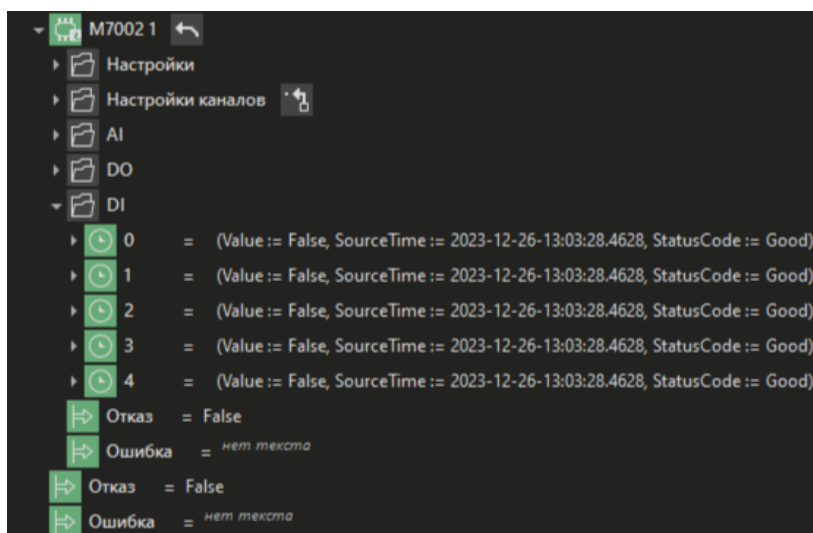 M7002 1
Настройки
Настройки каналов
AI
DO
DI
0 = (Value := False, SourceTime := 2023-12-26-13:03:28.4628, StatusCode := Good)
1 = (Value := False, SourceTime := 2023-12-26-13:03:28.4628, StatusCode := Good)
2 = (Value := False, SourceTime := 2023-12-26-13:03:28.4628, StatusCode := Good)
3 = (Value := False, SourceTime := 2023-12-26-13:03:28.4628, StatusCode := Good)
4 = (Value := False, SourceTime := 2023-12-26-13:03:28.4628, StatusCode := Good)
Отказ = False
Ошибка = нет текста
Отказ = False
Ошибка = нет текста